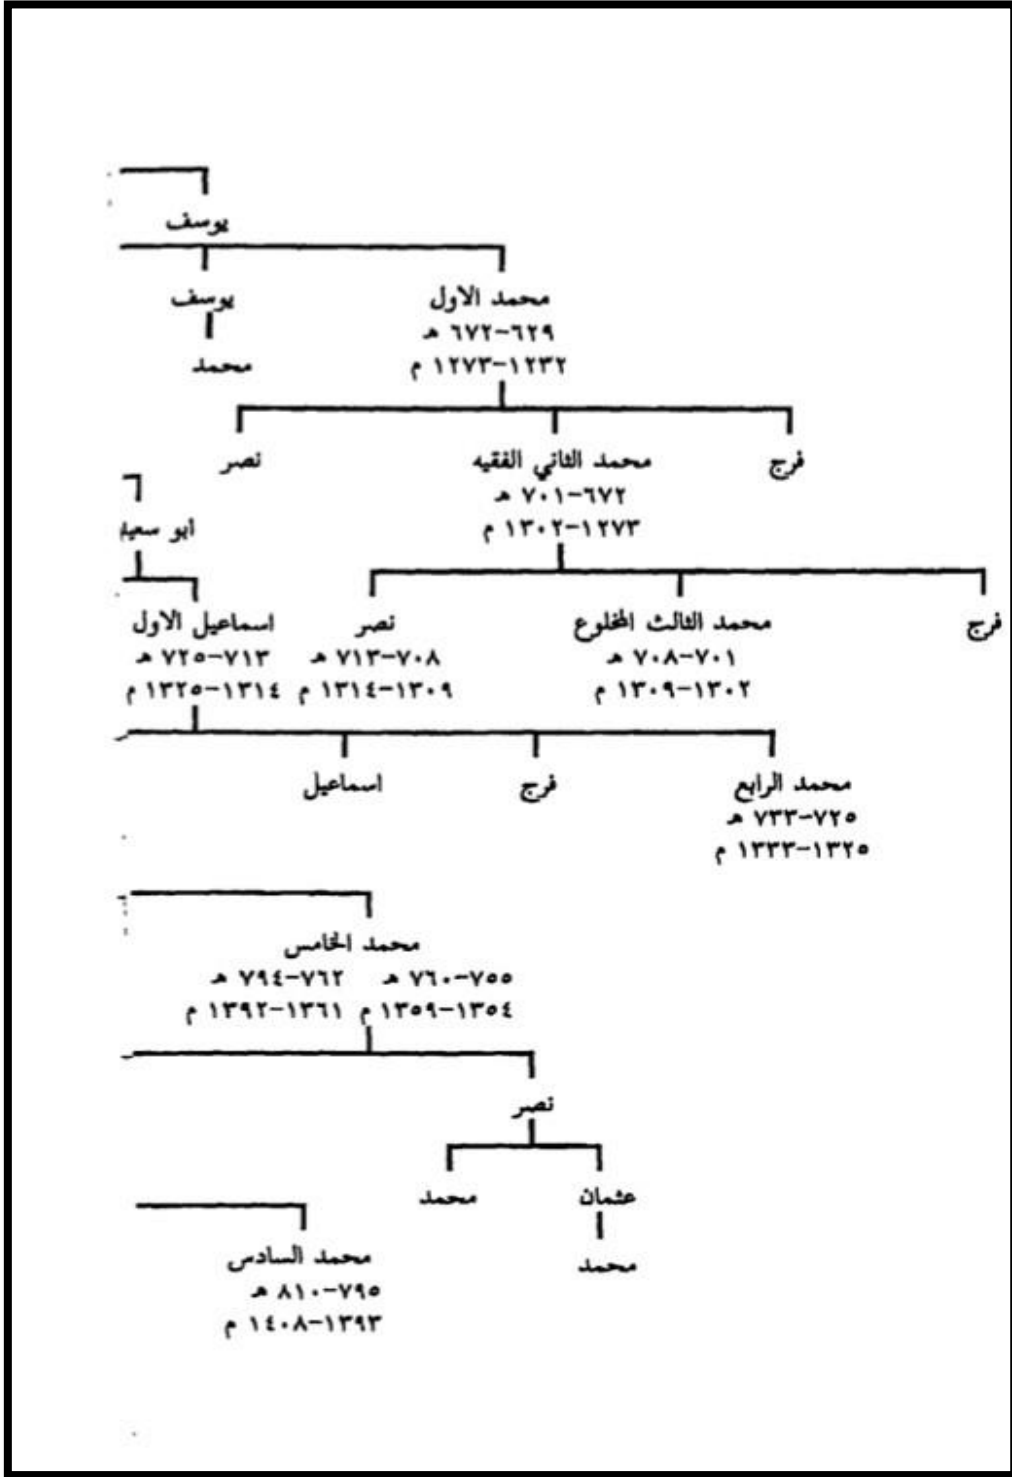 يوسف
محمد الاول
يوسف
٦٢٩-٦٧٢ هـ
١٢٣٢-١٢٧٣ م
محمد
فرج
محمد الثاني الفقيه
نصر
٦٧٢-٧٠١ هـ
١٢٧٣-١٣٠٢ م
أبو سعيد
فرج
محمد الثالث المخلوع
نصر
اسماعيل الاول
٧٠١-٧٠٨ هـ
٧٠٨-٧١٣ هـ
٧١٣-٧٢٥ هـ
١٣٠٢-١٣٠٩ م
١٣٠٩-١٣١٤ م
١٣١٤-١٣٢٥ م
محمد الرابع
فرج
اسماعيل
٧٢٥-٧٣٣ هـ
١٣٢٥-١٣٣٣ م
محمد الخامس
٧٥٥-٧٦٠ هـ ٧٦٢-٧٩٤ هـ
١٣٥٤-١٣٥٩ م ١٣٦١-١٣٩٢ م
نصر
عثمان
محمد
محمد
محمد السادس
٧٩٥-٨١٠ هـ
١٣٩٣-١٤٠٨ م